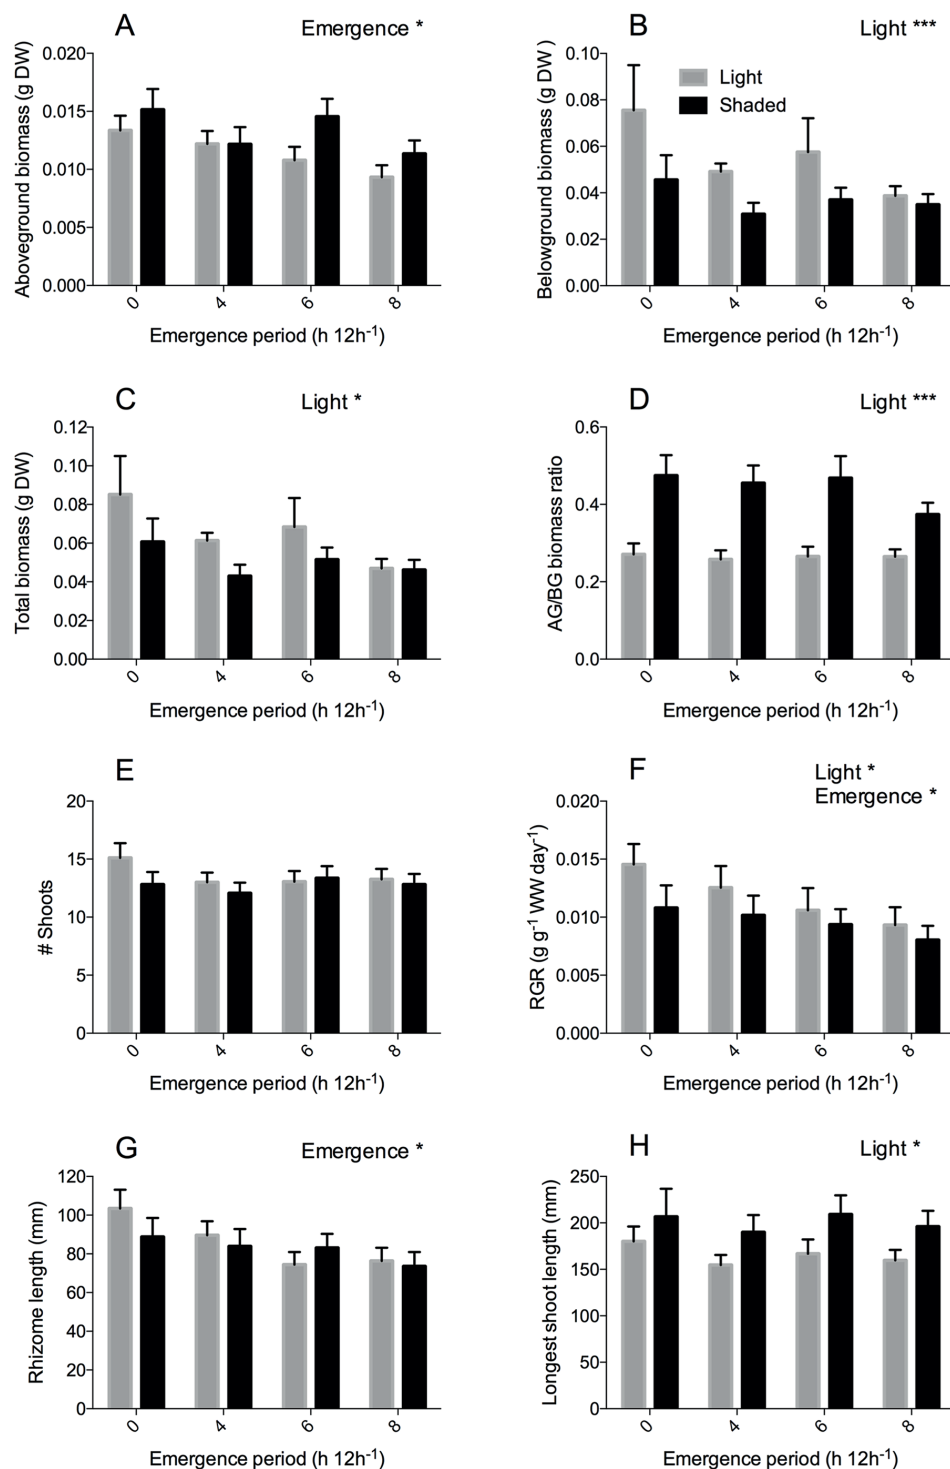 A
Emergence *
Aboveground biomass (g DW)
0.020
0.015
0.010
0.005
0.000
0 4 6 8
Emergence period (h 12h⁻¹)
B
Light ***
Light
Shaded
Belowground biomass (g DW )
0.10
0.08
0.06
0.04
0.02
0.00
0 4 6 8
Emergence period (h 12h⁻¹)
C
Light *
Total biomass (g DW)
0.12
0.10
0.08
0.06
0.04
0.02
0.00
0 4 6 8
Emergence period (h 12h⁻¹)
D
Light ***
AG/BG biomass ratio
0.6
0.4
0.2
0.0
0 4 6 8
Emergence period (h 12h⁻¹)
E
# Shoots
20
15
10
5
0
0 4 6 8
Emergence period (h 12h⁻¹)
F
Light *
Emergence *
RGR (g g⁻¹ WW day⁻¹)
0.020
0.015
0.010
0.005
0.000
0 4 6 8
Emergence period (h 12h⁻¹)
G
Emergence *
Rhizome length (mm)
120
100
80
60
40
20
0
0 4 6 8
Emergence period (h 12h⁻¹)
H
Light *
Longest shoot length (mm)
250
200
150
100
50
0
0 4 6 8
Emergence period (h 12h⁻¹)